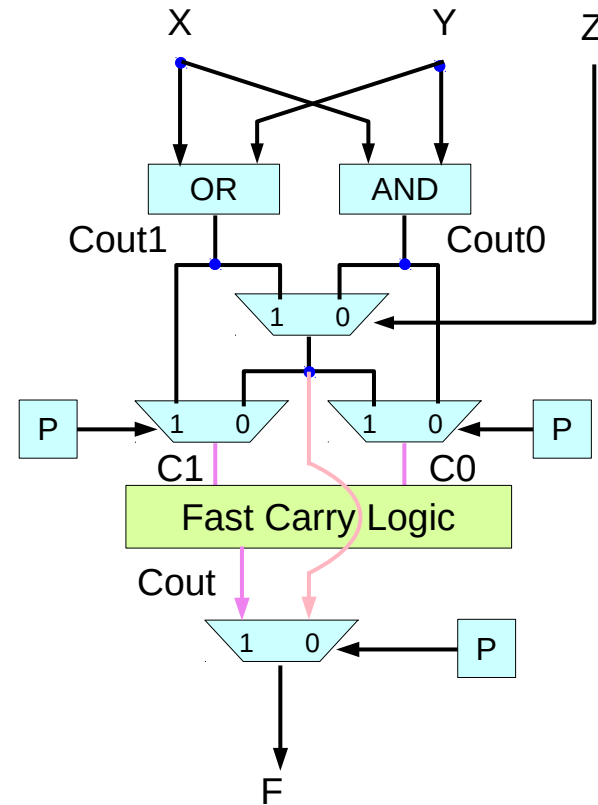 X Y Z
OR AND
Cout1 Cout0
1 0
P 1 0 1 0 P
C1 C0
Fast Carry Logic
Cout
1 0 P
F